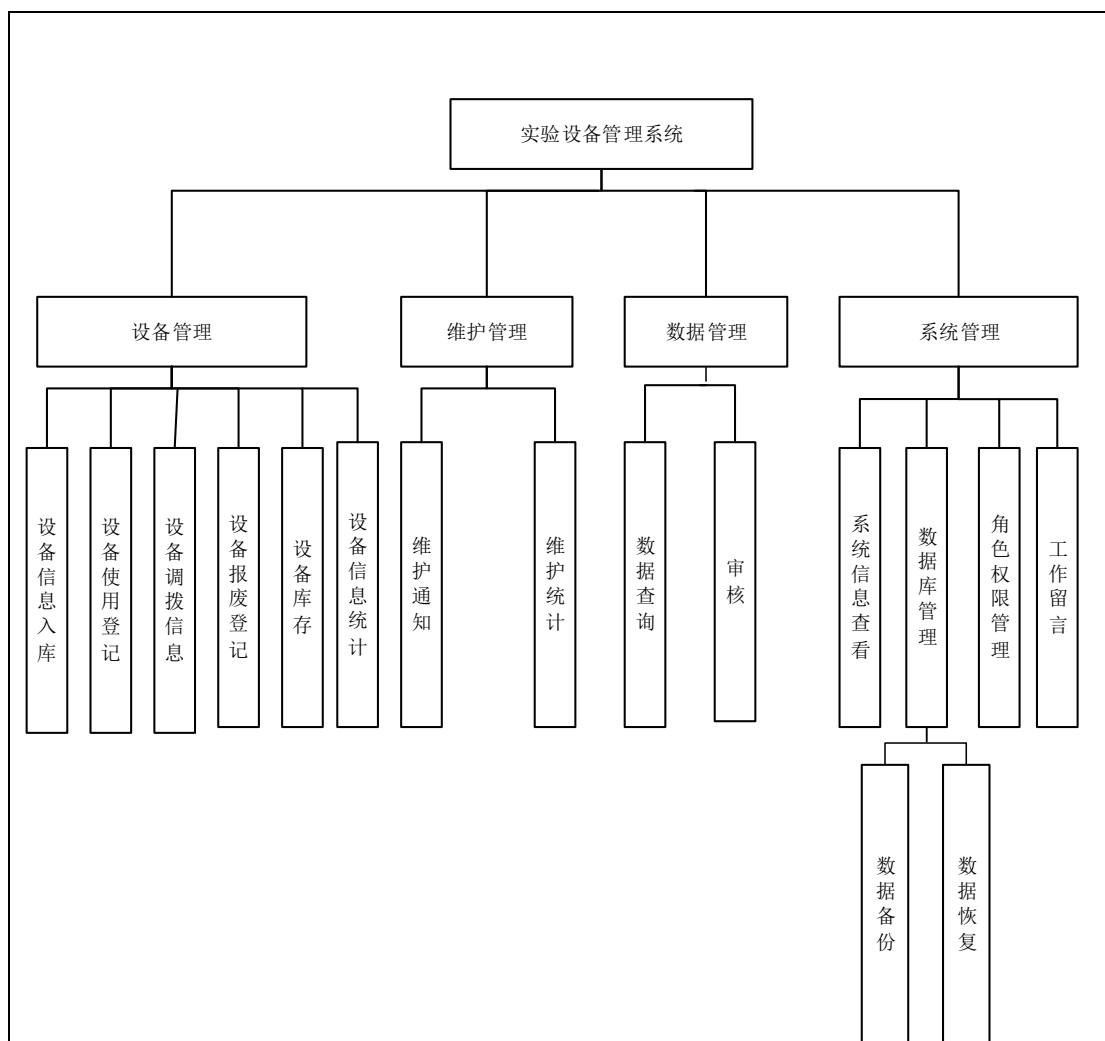 实验设备管理系统
设备管理
维护管理
数据管理
系统管理
设备信息入库
设备使用登记
设备调拨信息
设备报废登记
设备库存
设备信息统计
维护通知
维护统计
数据查询
审核
系统信息查看
数据库管理
角色权限管理
工作留言
数据备份
数据恢复